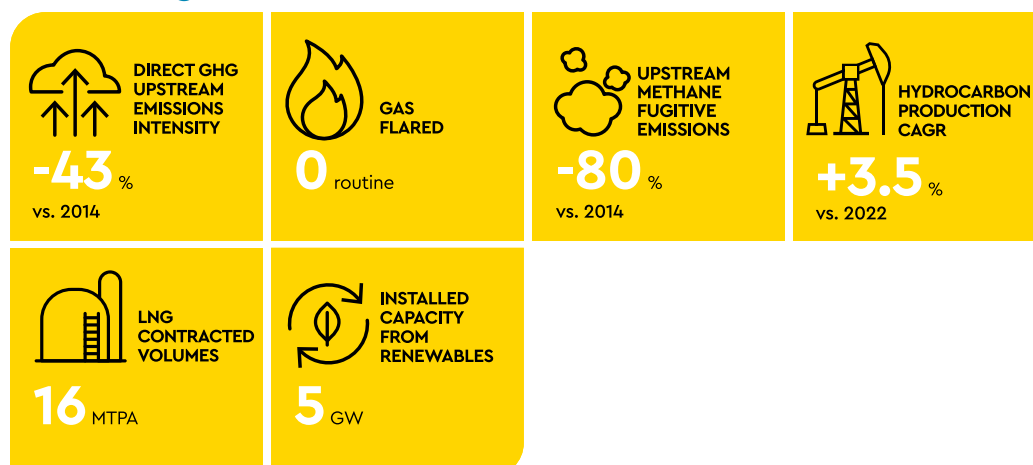 DIRECT GHG
UPSTREAM
EMISSIONS
INTENSITY
-43 %
vs. 2014
GAS
FLARED
0 routine
UPSTREAM
METHANE
FUGITIVE
EMISSIONS
-80 %
vs. 2014
HYDROCARBON
PRODUCTION
CAGR
+3.5 %
vs. 2022
LNG
CONTRACTED
VOLUMES
16 MTPA
INSTALLED
CAPACITY
FROM
RENEWABLES
5 GW